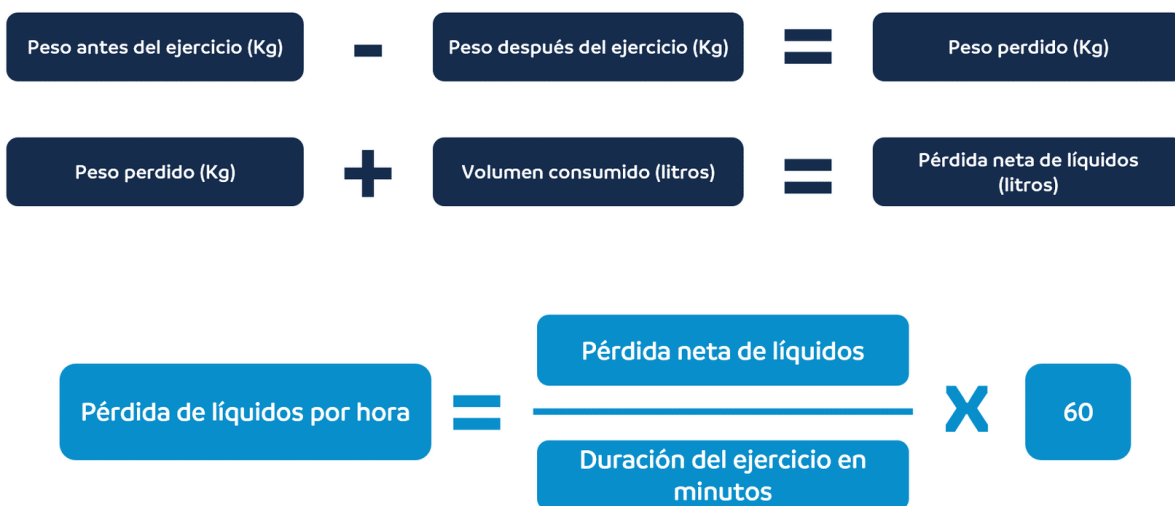 Peso antes del ejercicio (Kg) - Peso después del ejercicio (Kg) = Peso perdido (Kg)
Peso perdido (Kg) + Volumen consumido (litros) = Pérdida neta de líquidos
(litros)
Pérdida neta de líquidos
Pérdida de líquidos por hora = X 60
Duración del ejercicio en
minutos